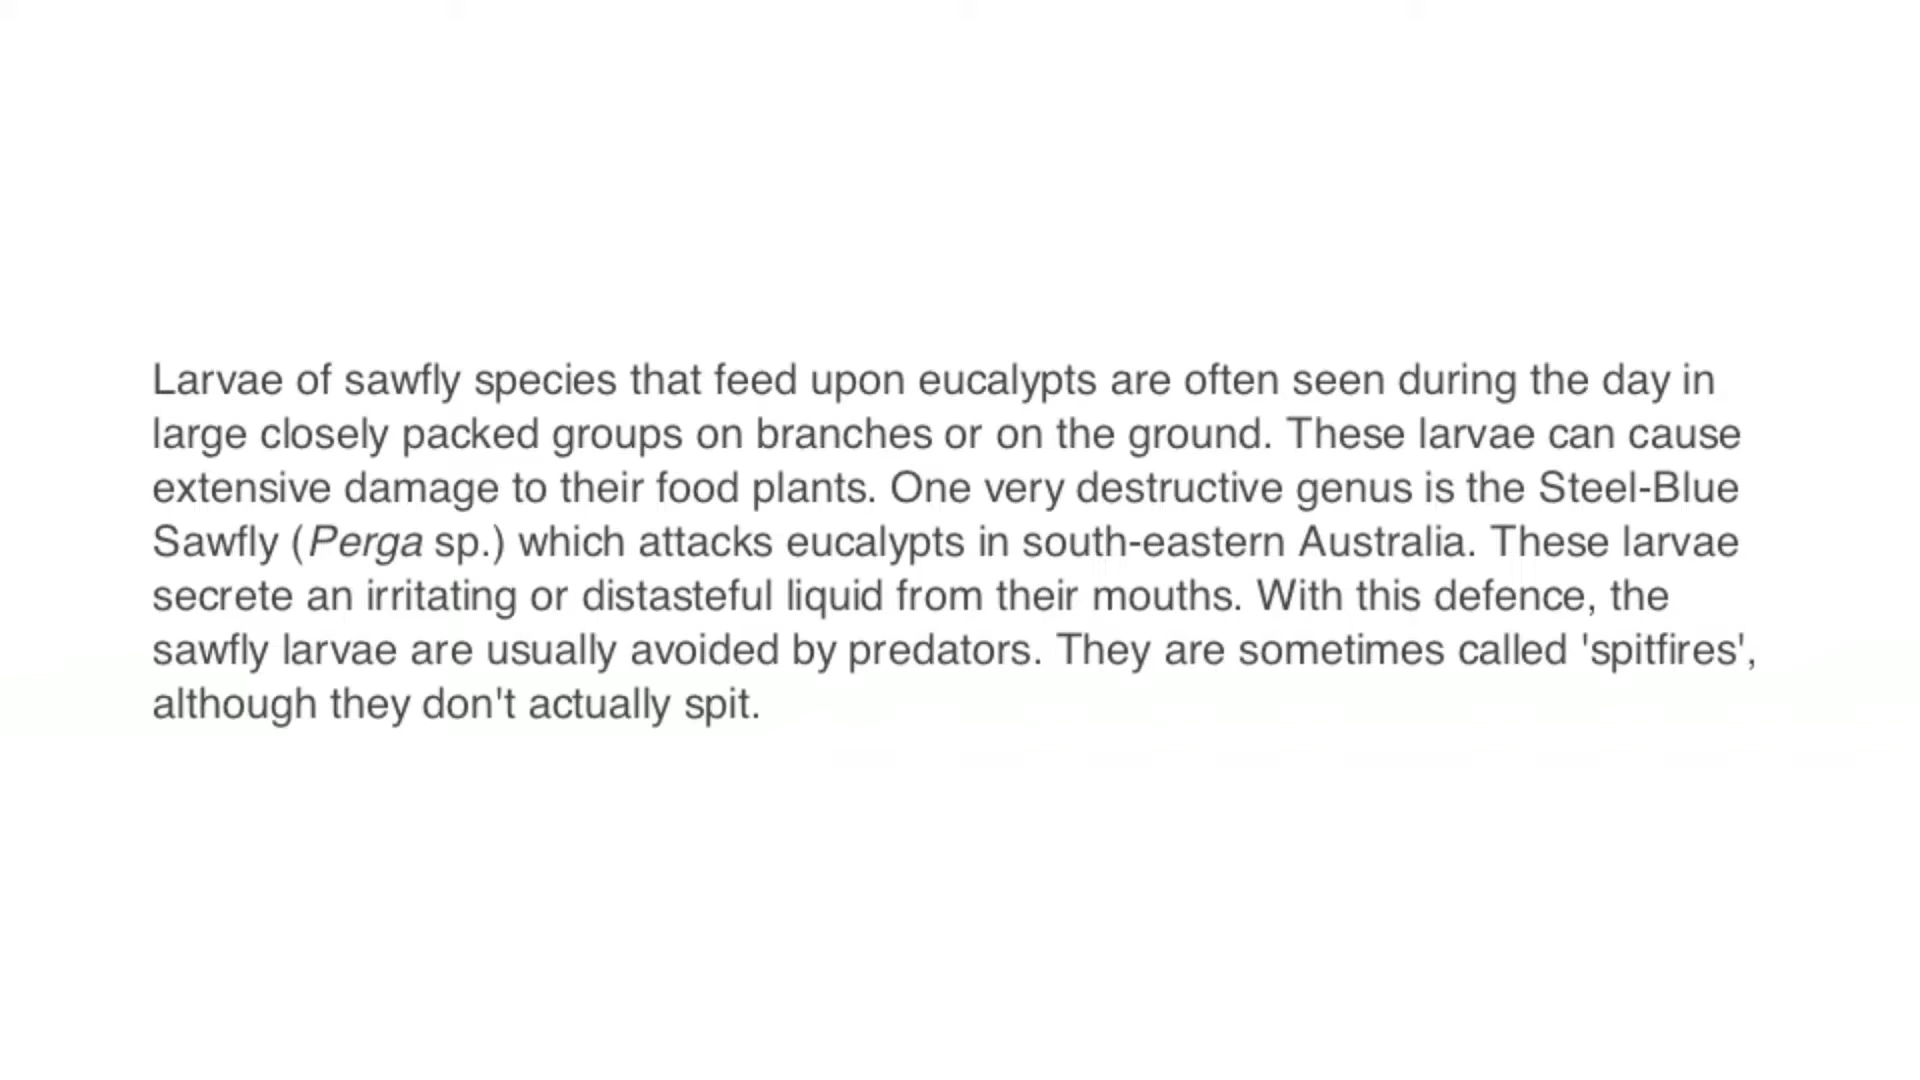 Larvae of sawfly species that feed upon eucalypts are often seen during the day in
large closely packed groups on branches or on the ground. These larvae can cause
extensive damage to their food plants. One very destructive genus is the Steel-Blue
Sawfly (Perga sp.) which attacks eucalypts in south-eastern Australia. These larvae
secrete an irritating or distasteful liquid from their mouths. With this defence, the
sawfly larvae are usually avoided by predators. They are sometimes called 'spitfires',
although they don't actually spit.